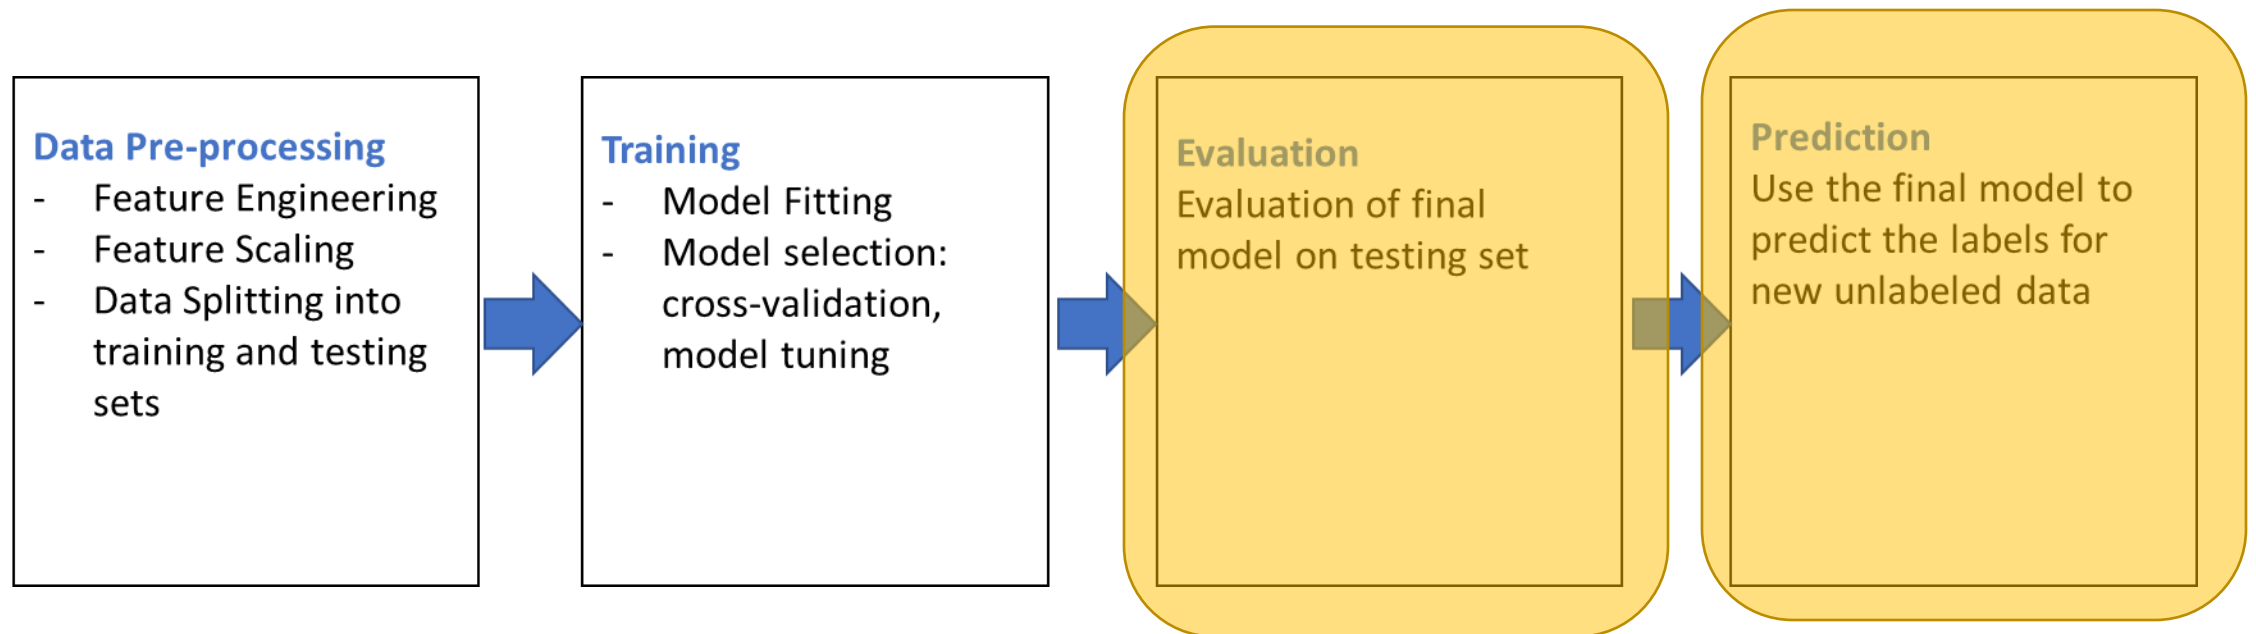 Data Pre-processing
- Feature Engineering
- Feature Scaling
- Data Splitting into
training and testing
sets
Training
- Model Fitting
- Model selection:
cross-validation,
model tuning
Evaluation
Evaluation of final
model on testing set
Prediction
Use the final model to
predict the labels for
new unlabeled data